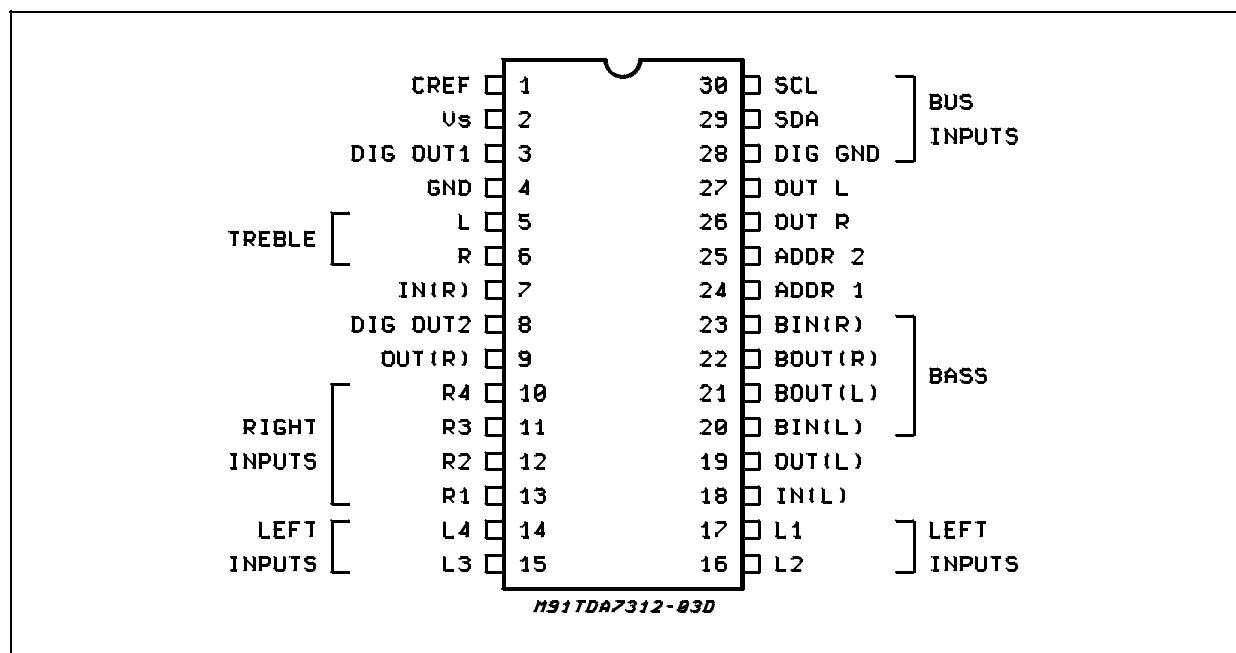 CREF 1 30 SCL
Vs 2 29 SDA
BUS
DIG OUT1 3 28 DIG GND
INPUTS
GND 4 27 OUT L
L 5 26 OUT R
TREBLE
R 6 25 ADDR 2
IN(R) 7 24 ADDR 1
DIG OUT2 8 23 BIN(R)
OUT(R) 9 22 BOUT(R)
BASS
R4 10 21 BOUT(L)
RIGHT R3 11 20 BIN(L)
INPUTS R2 12 19 OUT(L)
R1 13 18 IN(L)
LEFT L4 14 17 L1 LEFT
INPUTS L3 15 16 L2 INPUTS
M91TDA7312-03D